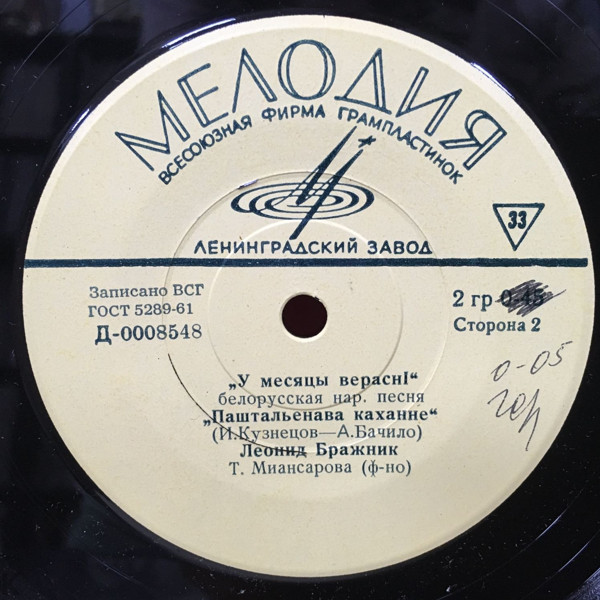 МЕЛОДИЯ
ВСЕСОЮЗНАЯ ФИРМА ГРАМПЛАСТИНОК
ЛЕНИНГРАДСКИЙ ЗАВОД
33
Записано ВСГ
ГОСТ 5289-61
Д-0008548
2 гр 0-45
Сторона 2
0-05
„У месяцы верасні“
белорусская нар. песня
„Паштальенава каханне“
(И.Кузнецов—А.Бачило)
Леонид Бражник
Т. Миансарова (ф-но)